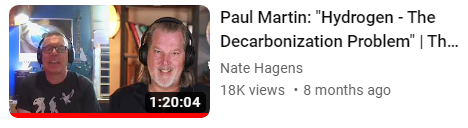 Paul Martin: "Hydrogen - The
Decarbonization Problem" | Th...
Nate Hagens
18K views • 8 months ago
1:20:04